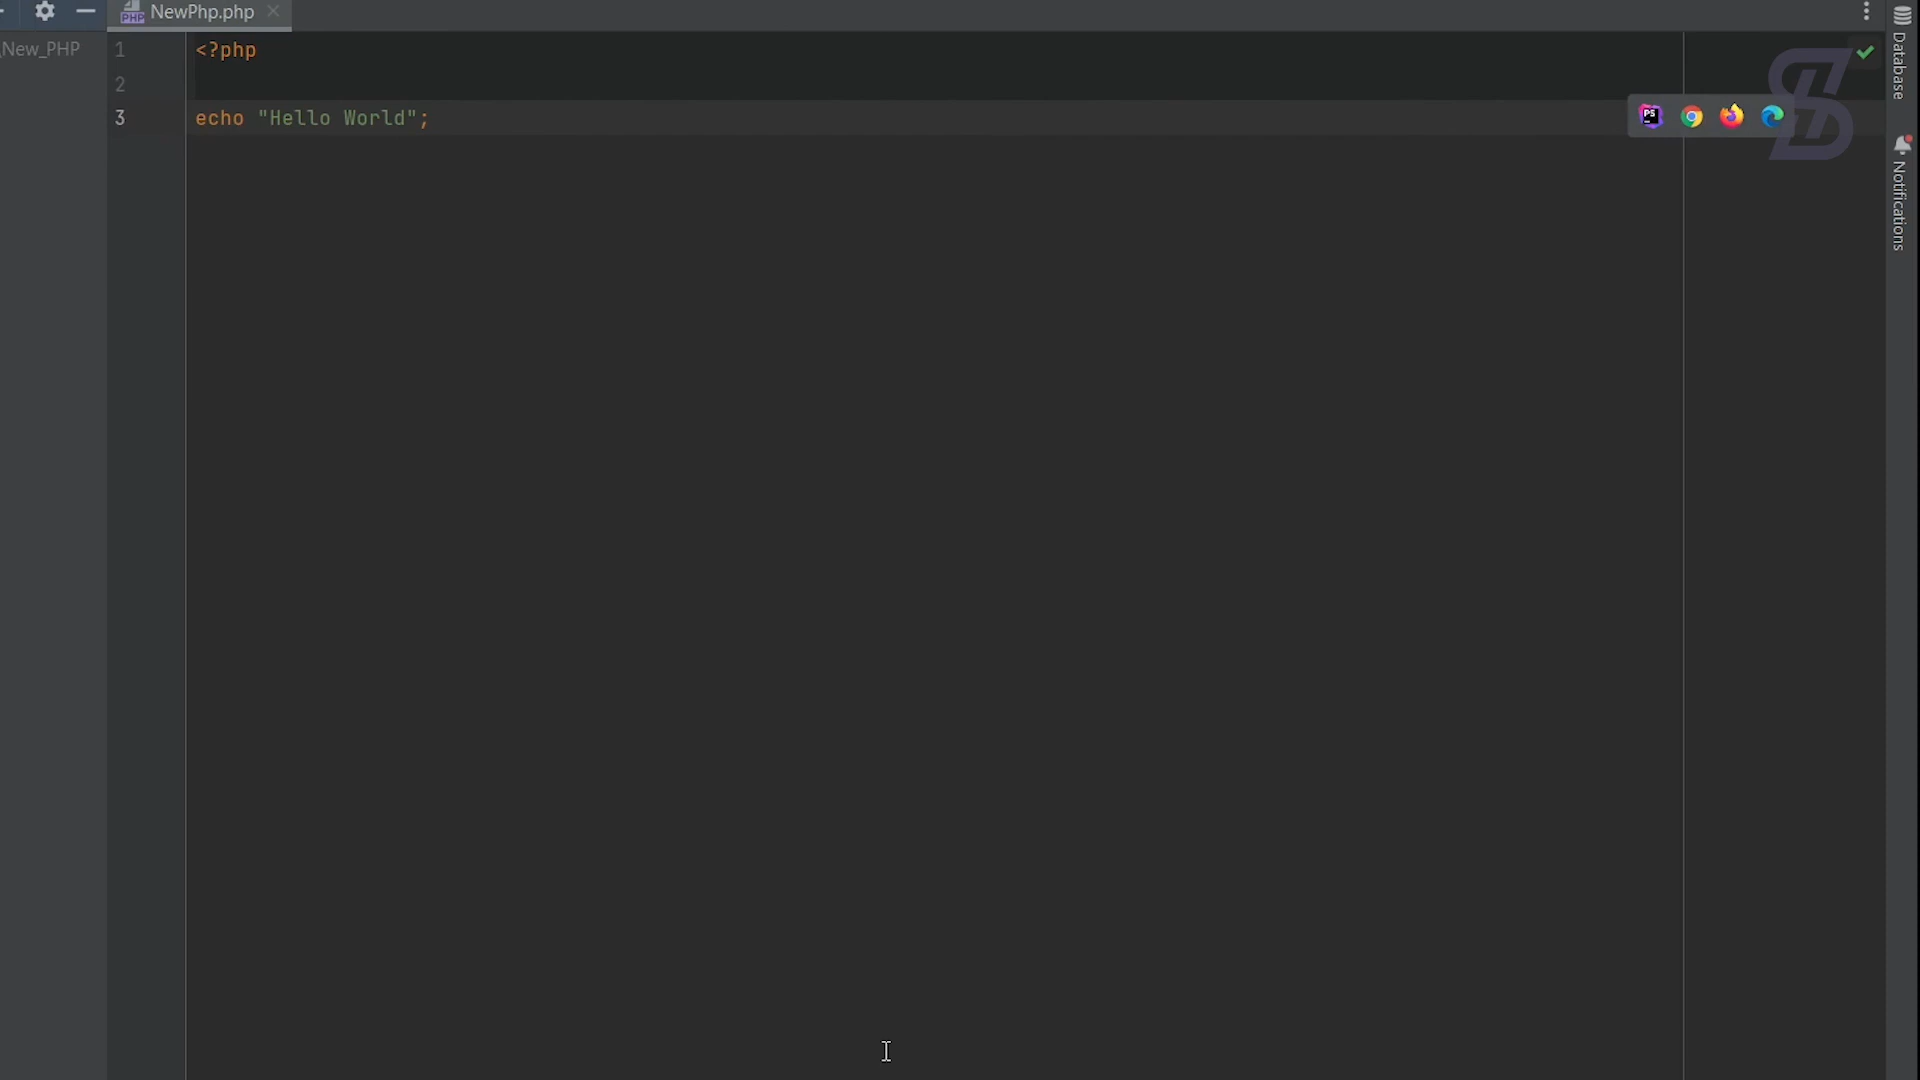 NewPhp.php
New_PHP
1 <?php
2
3 echo "Hello World";
Database
Notifications